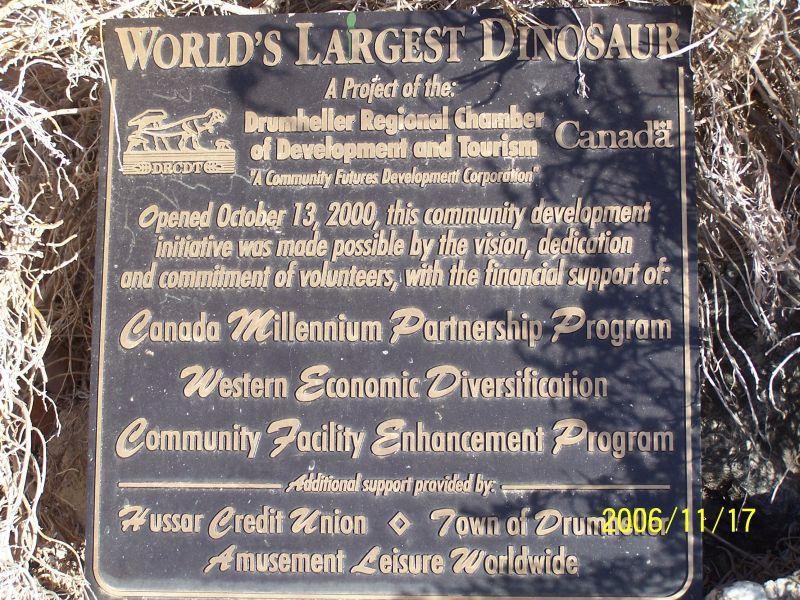 WORLD'S LARGEST DINOSAUR
A Project of the:
Drumheller Regional Chamber
of Development and Tourism
"A Community Futures Development Corporation"
DRCDT
Canada
Opened October 13, 2000, this community development
initiative was made possible by the vision, dedication
and commitment of volunteers, with the financial support of:
Canada Millennium Partnership Program
Western Economic Diversification
Community Facility Enhancement Program
Additional support provided by:
Hussar Credit Union ◇ Town of Drumheller
Amusement Leisure Worldwide
2006/11/17